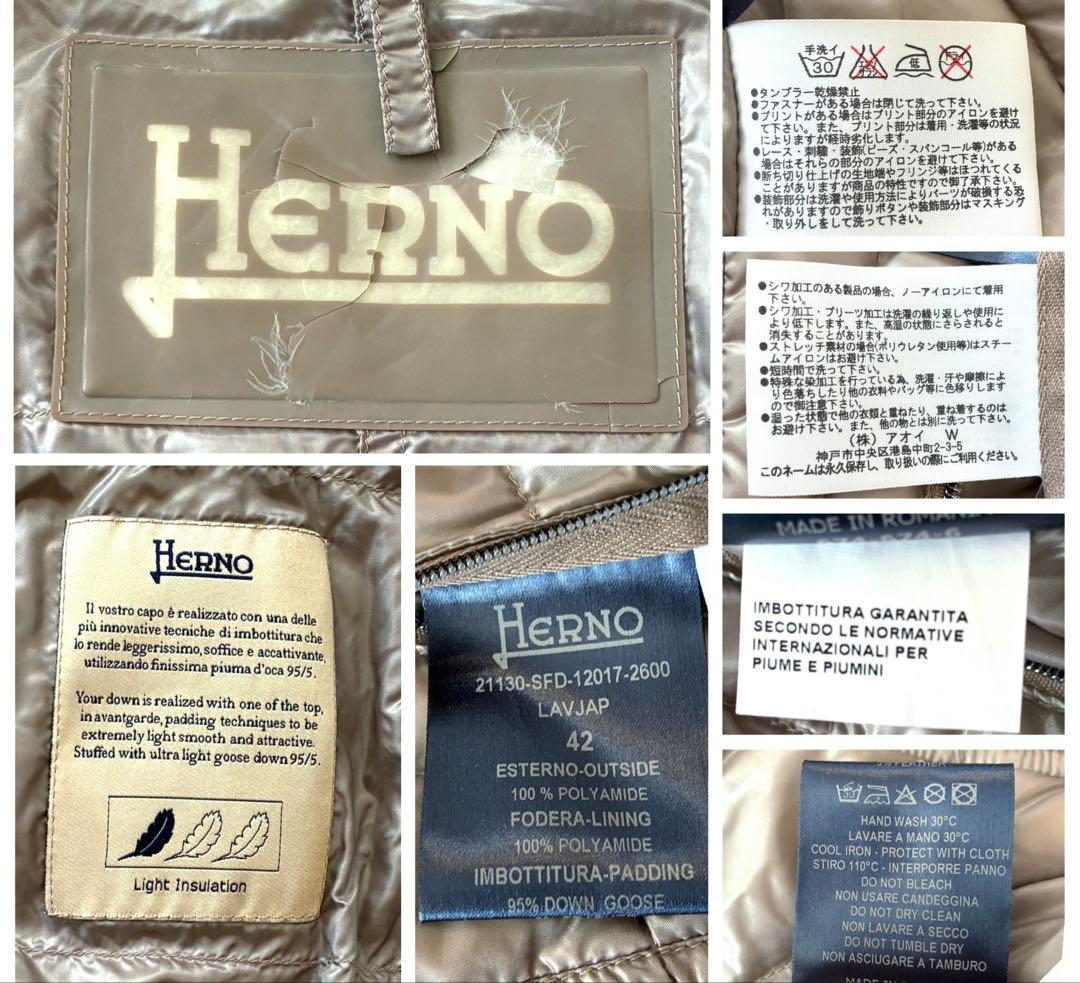 HERNO
手洗イ
30
低
ドライ
●タンブラー乾燥禁止
●ファスナーがある場合は閉じて洗って下さい。
●プリントがある場合はプリント部分のアイロンを避け
て下さい。また、プリント部分は着用・洗濯等の状況
によりますが経時劣化します。
●レース・刺繍・装飾(ビーズ・スパンコール等)がある
場合はそれらの部分のアイロンを避けて下さい。
●断ち切り仕上げの生地端やフリンジ等はほつれてくる
ことがありますが商品の特性ですので御了承下さい。
●装飾部分は洗濯や使用方法によりパーツが破損する恐
れがありますので飾りボタンや装飾部分はマスキング
・取り外しをして洗って下さい。
●シワ加工のある製品の場合、ノーアイロンにて着用
下さい。
●シワ加工・プリーツ加工は洗濯の繰り返しや使用に
より低下します。また、高湿の状態にさらされると
消失することがあります。
●ストレッチ素材の場合(ポリウレタン使用等)はスチー
ムアイロンはお避け下さい。
●短時間で洗って下さい。
●特殊な染加工を行っている為、洗濯・汗や摩擦によ
り色落ちしたり他の衣料やバッグ等に色移りします
ので御注意下さい。
●湿った状態で他の衣類と重ねたり、重ね着するのは
お避け下さい。また、他の物とは別に洗って下さい。
(株) アオイ W
神戸市中央区港島中町2-3-5
このネームは永久保存し、取り扱いの際にご利用ください。
HERNO
Il vostro capo è realizzato con una delle
più innovative tecniche di imbottitura che
lo rende leggerissimo, soffice e accattivante,
utilizzando finissima piuma d'oca 95/5.
Your down is realized with one of the top,
in avantgarde, padding techniques to be
extremely light smooth and attractive.
Stuffed with ultra light goose down 95/5.
Light Insulation
HERNO
21130-SFD-12017-2600
LAVJAP
42
ESTERNO-OUTSIDE
100 % POLYAMIDE
FODERA-LINING
100% POLYAMIDE
IMBOTTITURA-PADDING
95% DOWN GOOSE
MADE IN ROMANIA
IMBOTTITURA GARANTITA
SECONDO LE NORMATIVE
INTERNAZIONALI PER
PIUME E PIUMINI
5% FEATHER
HAND WASH 30°C
LAVARE A MANO 30°C
COOL IRON - PROTECT WITH CLOTH
STIRO 110°C - INTERPORRE PANNO
DO NOT BLEACH
NON USARE CANDEGGINA
DO NOT DRY CLEAN
NON LAVARE A SECCO
DO NOT TUMBLE DRY
NON ASCIUGARE A TAMBURO
MADE IN